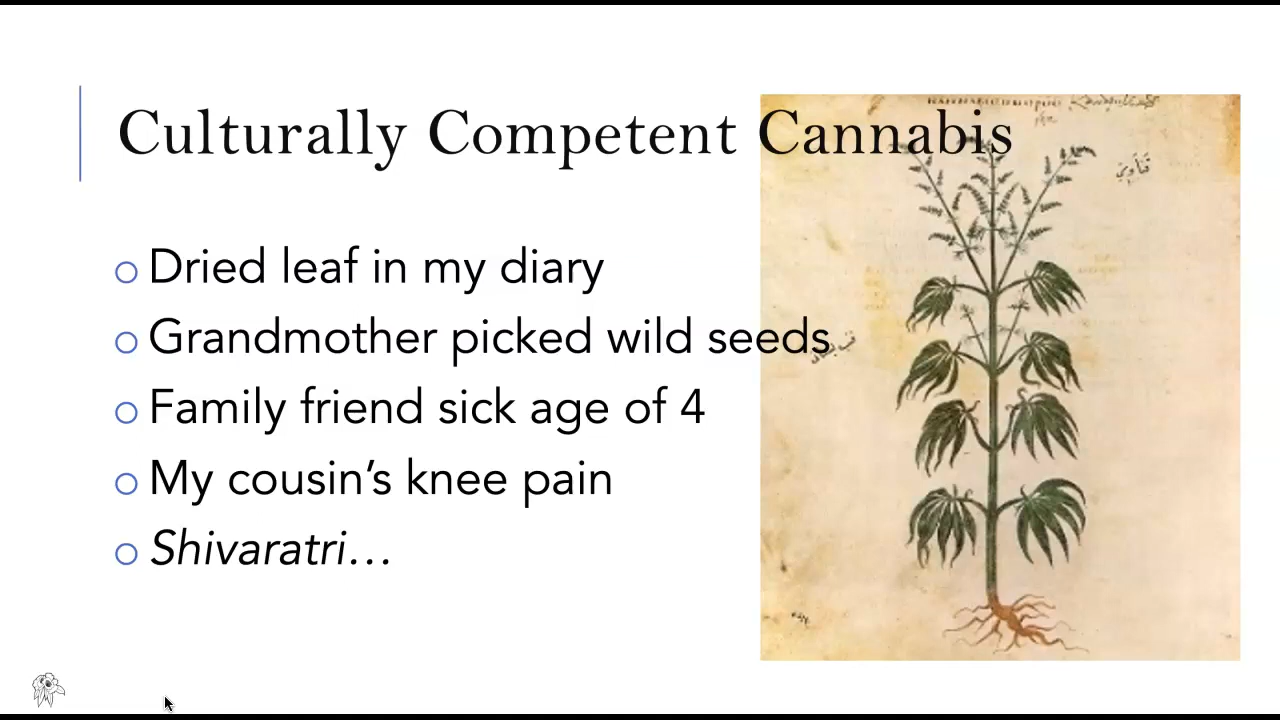 Culturally Competent Cannabis
Dried leaf in my diary
Grandmother picked wild seeds
Family friend sick age of 4
My cousin’s knee pain
Shivaratri…